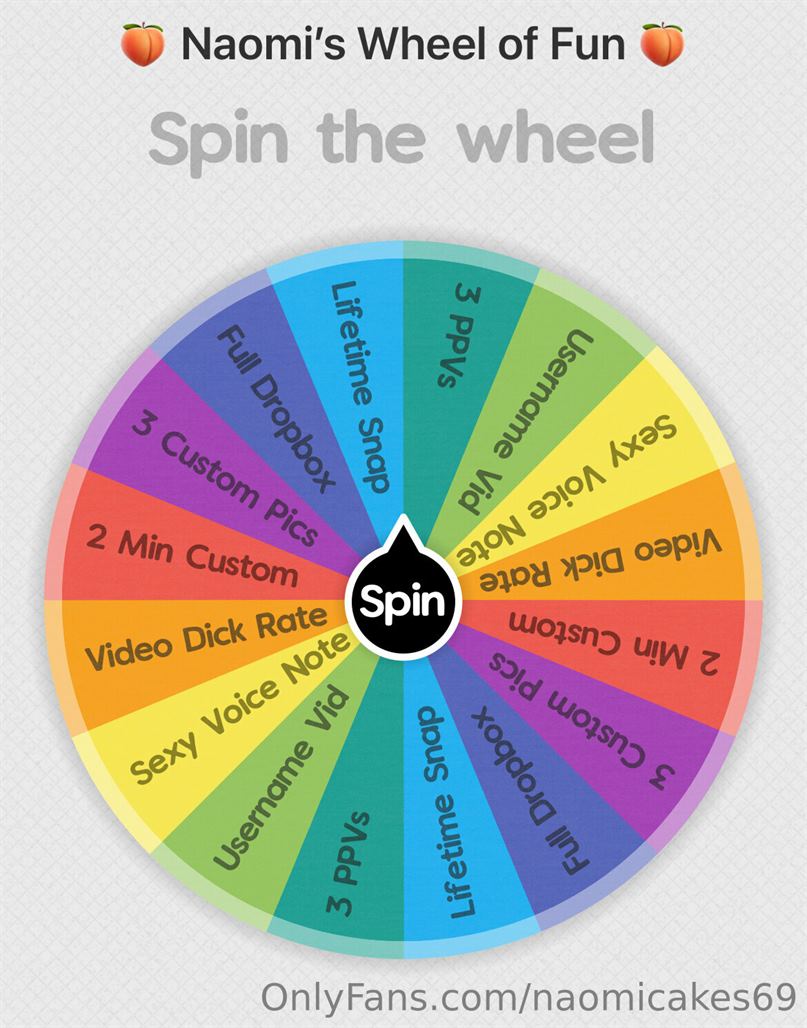 🍑 Naomi's Wheel of Fun 🍑
Spin the wheel
3 PPVs
Username Vid
Sexy Voice Note
Video Dick Rate
2 Min Custom
3 Custom Pics
Full Dropbox
Lifetime Snap
3 PPVs
Username Vid
Sexy Voice Note
Video Dick Rate
2 Min Custom
3 Custom Pics
Full Dropbox
Lifetime Snap
Spin
OnlyFans.com/naomicakes69